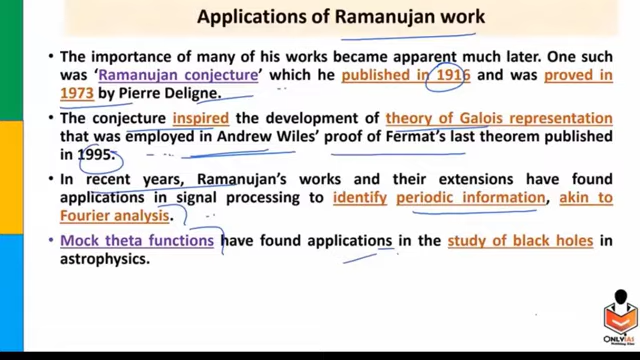 Applications of Ramanujan work
• The importance of many of his works became apparent much later. One such
was 'Ramanujan conjecture' which he published in 1916 and was proved in
1973 by Pierre Deligne.
• The conjecture inspired the development of theory of Galois representation
that was employed in Andrew Wiles' proof of Fermat's last theorem published
in 1995.
• In recent years, Ramanujan's works and their extensions have found
applications in signal processing to identify periodic information, akin to
Fourier analysis.
• Mock theta functions have found applications in the study of black holes in
astrophysics.
ONLYIAS